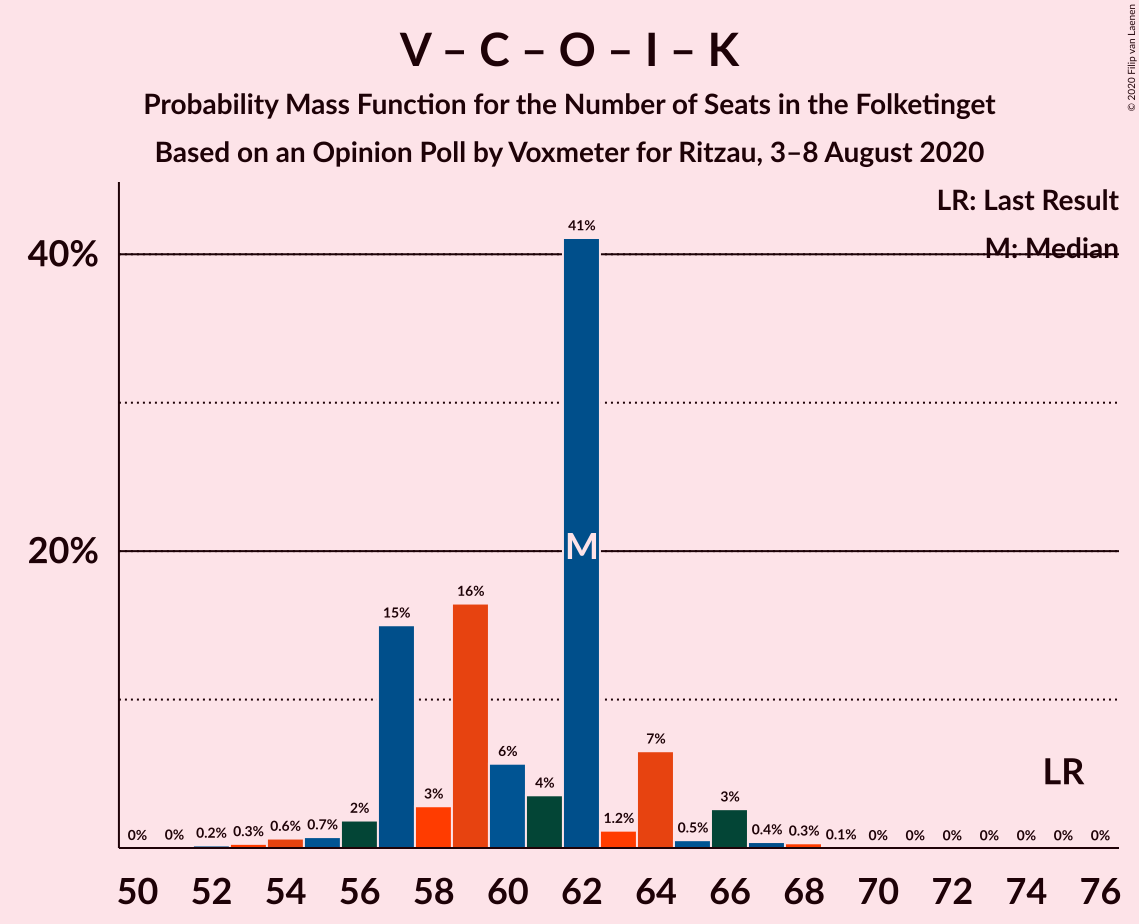 V – C – O – I – K
Probability Mass Function for the Number of Seats in the Folketinget
Based on an Opinion Poll by Voxmeter for Ritzau, 3–8 August 2020
© 2020 Filip van Laenen
LR: Last Result
M: Median
40%
20%
0% 0% 0.2% 0.3% 0.6% 0.7% 2% 15% 3% 16% 6% 4% 41% 1.2% 7% 0.5% 3% 0.4% 0.3% 0.1% 0% 0% 0% 0% 0% 0% 0%
M
LR
50 52 54 56 58 60 62 64 66 68 70 72 74 76